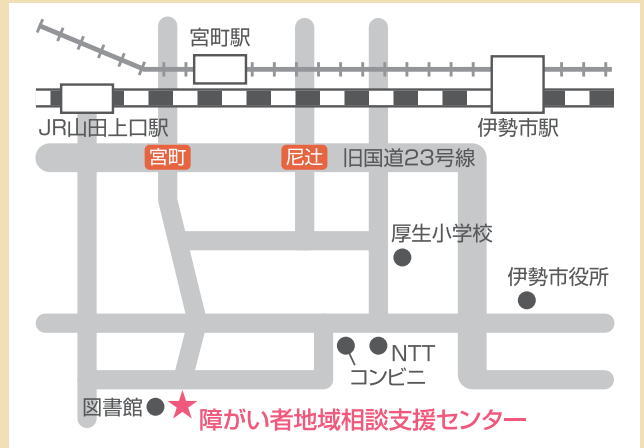 宮町駅
JR山田上口駅
伊勢市駅
宮町
尼辻
旧国道23号線
厚生小学校
伊勢市役所
NTT
コンビニ
図書館
障がい者地域相談支援センター